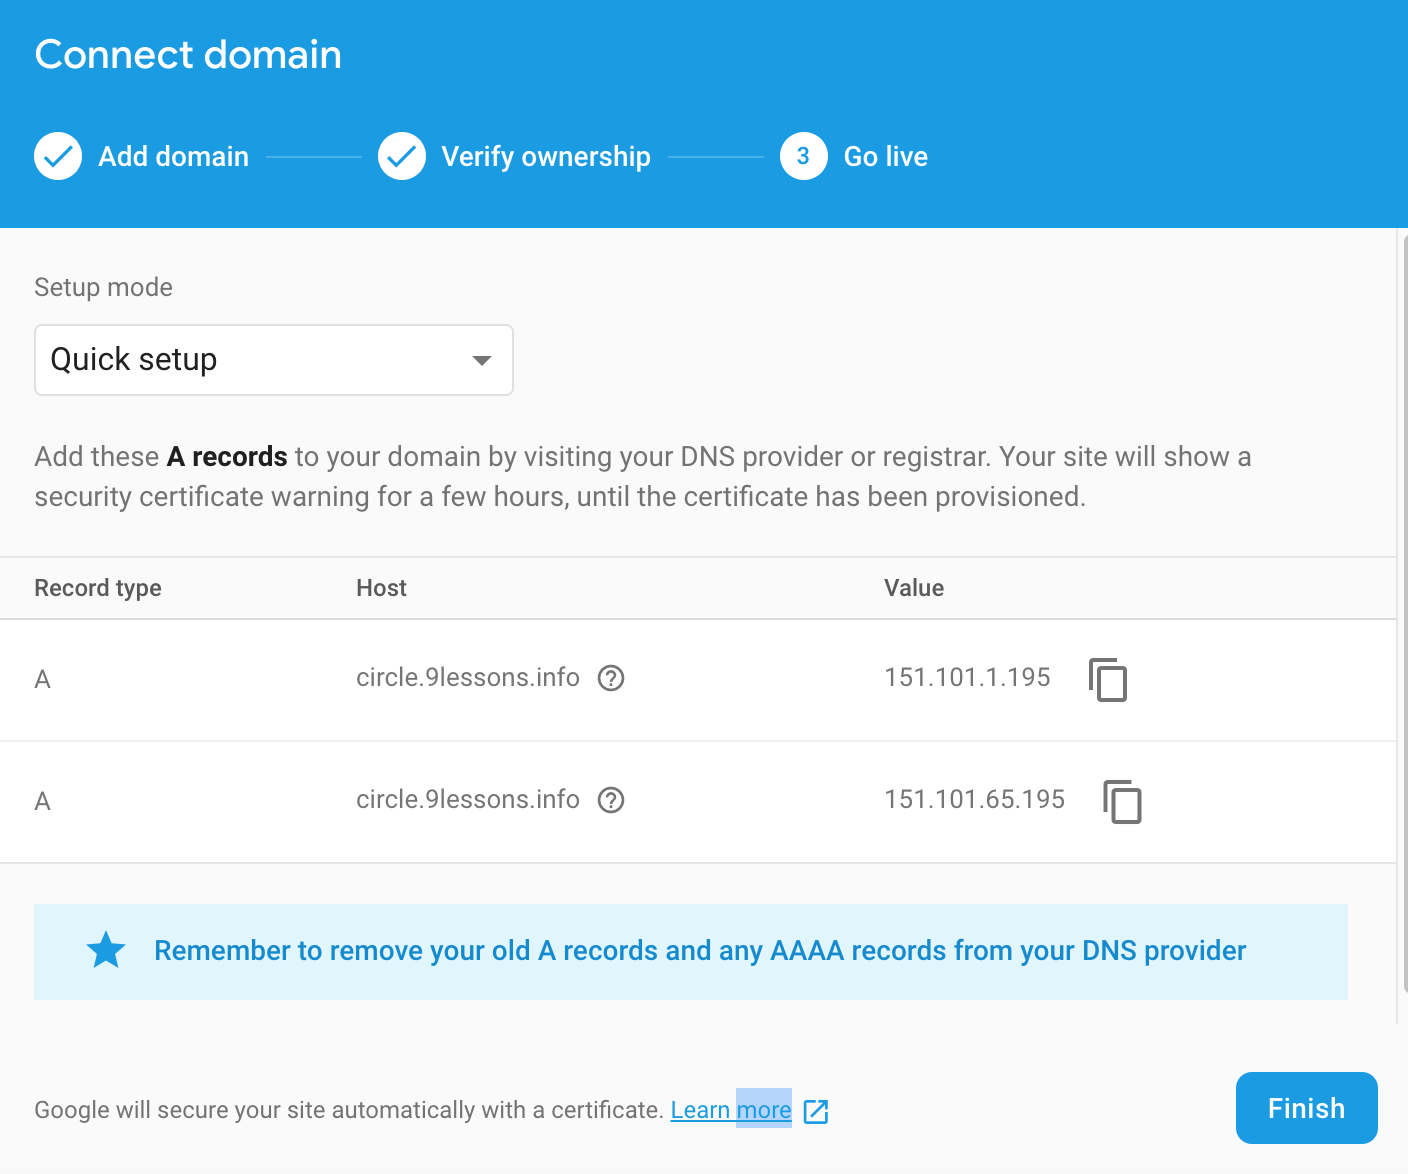 Connect domain
Add domain
Verify ownership
3 Go live
Setup mode
Quick setup
Add these A records to your domain by visiting your DNS provider or registrar. Your site will show a
security certificate warning for a few hours, until the certificate has been provisioned.
Record type Host Value
A circle.9lessons.info ? 151.101.1.195
A circle.9lessons.info ? 151.101.65.195
Remember to remove your old A records and any AAAA records from your DNS provider
Google will secure your site automatically with a certificate. Learn more
Finish